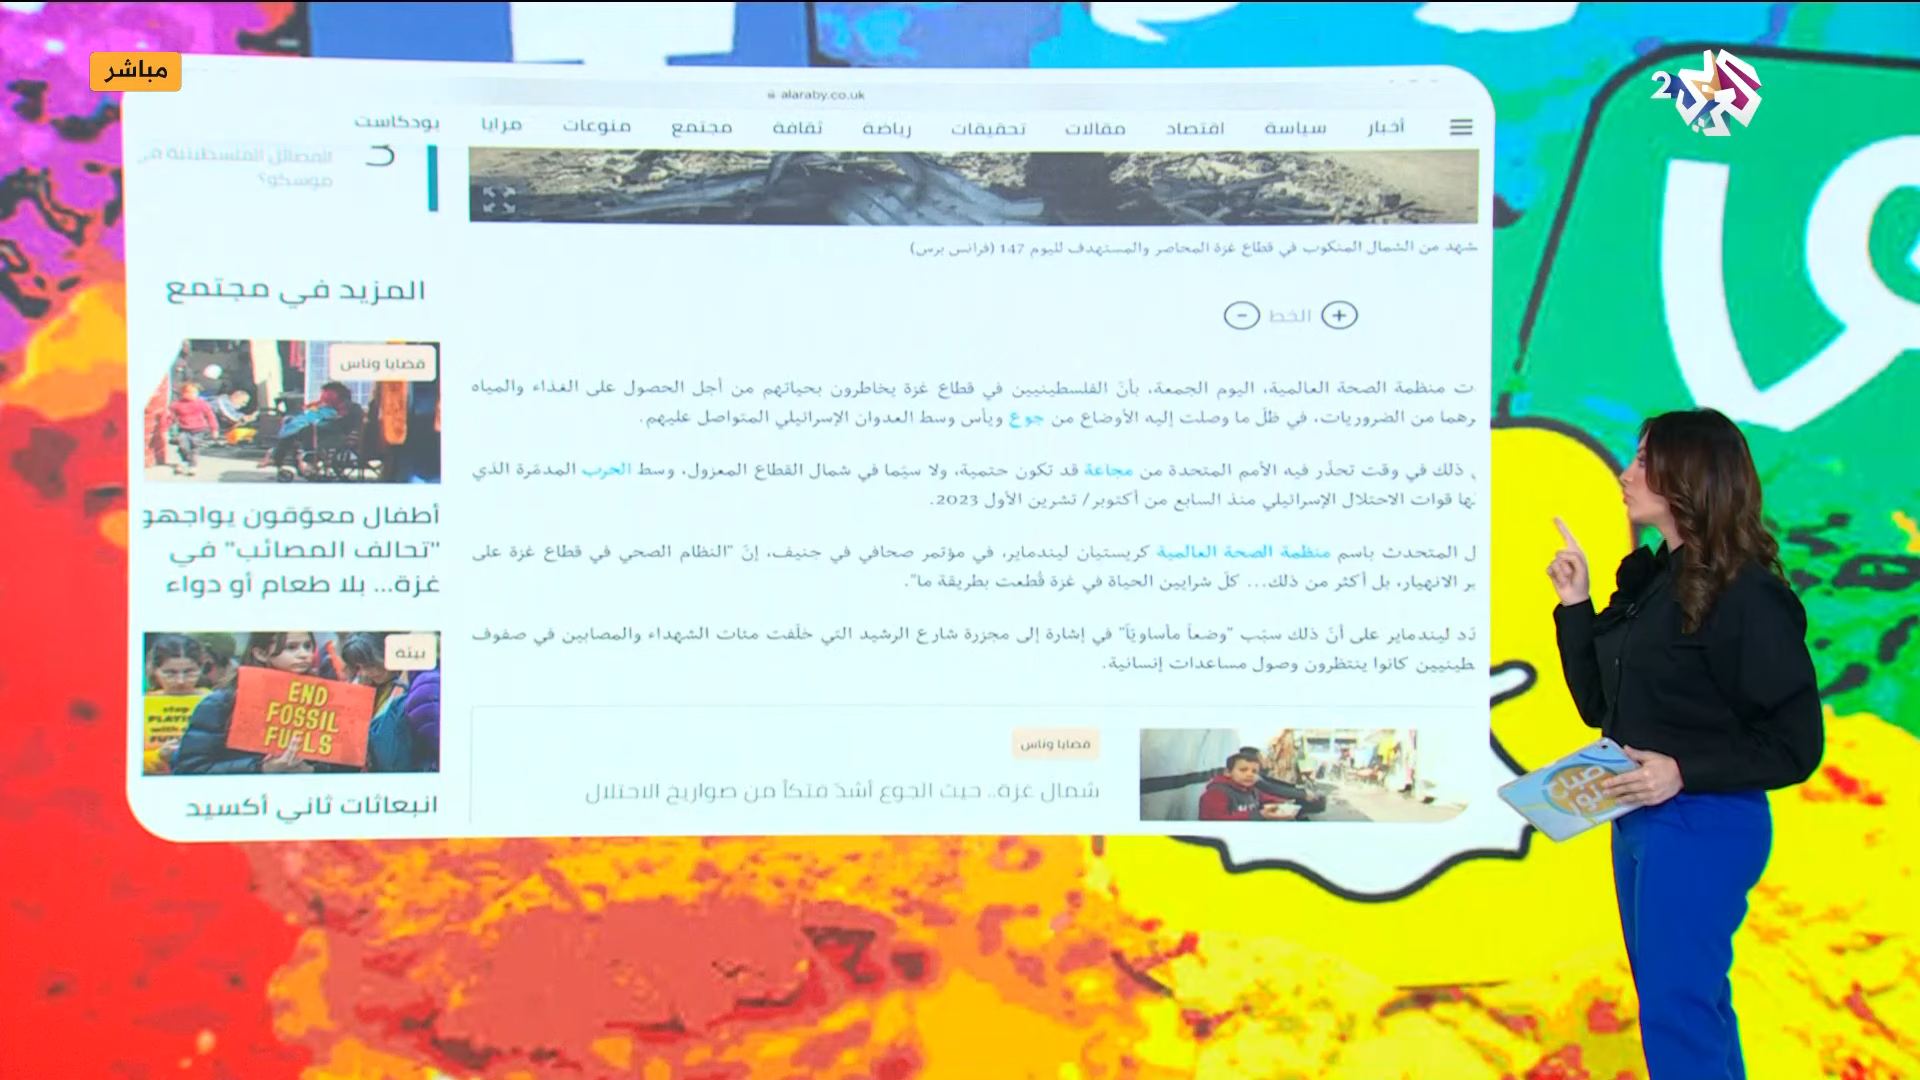 مباشر
2
alaraby.co.uk
أخبار سياسة اقتصاد مقالات تحقيقات رياضة ثقافة مجتمع منوعات مرايا بودكاست
الفلسطينية في
موسكو؟
المزيد في مجتمع
قضايا وناس
أطفال معوّقون يواجهو
"تحالف المصائب" في
غزة... بلا طعام أو دواء
END
FOSSIL
FUELS
بيئة
انبعاثات ثاني أكسيد
شهد من الشمال المنكوب في قطاع غزة المحاصر والمستهدف لليوم 147 (فرانس برس)
+ الخط -
ت منظمة الصحة العالمية، اليوم الجمعة، بأنّ الفلسطينيين في قطاع غزة يخاطرون بحياتهم من أجل الحصول على الغذاء والمياه
رهما من الضروريات، في ظلّ ما وصلت إليه الأوضاع من جوع ويأس وسط العدوان الإسرائيلي المتواصل عليهم.
ذلك في وقت تحذّر فيه الأمم المتحدة من مجاعة قد تكون حتمية، ولا سيّما في شمال القطاع المعزول، وسط الحرب المدمّرة الذي
ها قوات الاحتلال الإسرائيلي منذ السابع من أكتوبر/ تشرين الأول 2023.
ل المتحدث باسم منظمة الصحة العالمية كريستيان ليندماير، في مؤتمر صحافي في جنيف، إنّ "النظام الصحي في قطاع غزة على
ير الانهيار، بل أكثر من ذلك... كلّ شرايين الحياة في غزة قُطعت بطريقة ما".
دّد ليندماير على أنّ ذلك سبّب "وضعاً مأساويّاً" في إشارة إلى مجزرة شارع الرشيد التي خلّفت مئات الشهداء والمصابين في صفوف
طينيين كانوا ينتظرون وصول مساعدات إنسانية.
قضايا وناس
شمال غزة.. حيث الجوع أشدّ فتكاً من صواريخ الاحتلال
صباح
النور